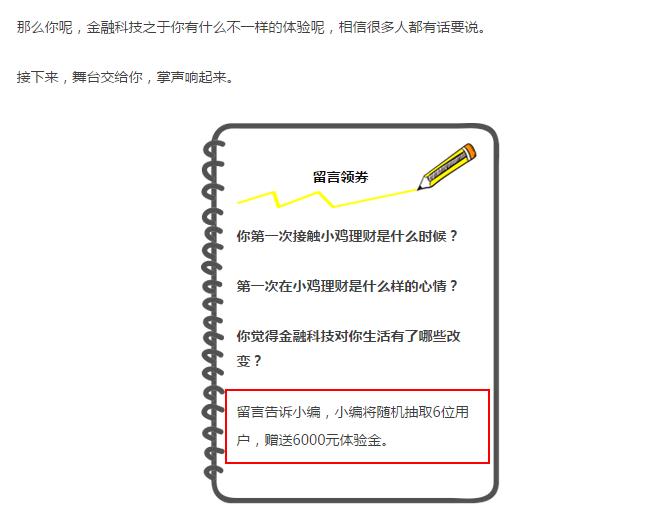 那么你呢，金融科技之于你有什么不一样的体验呢，相信很多人都有话要说。
接下来，舞台交给你，掌声响起来。
留言领券
你第一次接触小鸡理财是什么时候？
第一次在小鸡理财是什么样的心情？
你觉得金融科技对你生活有了哪些改
变？
留言告诉小编，小编将随机抽取6位用
户，赠送6000元体验金。